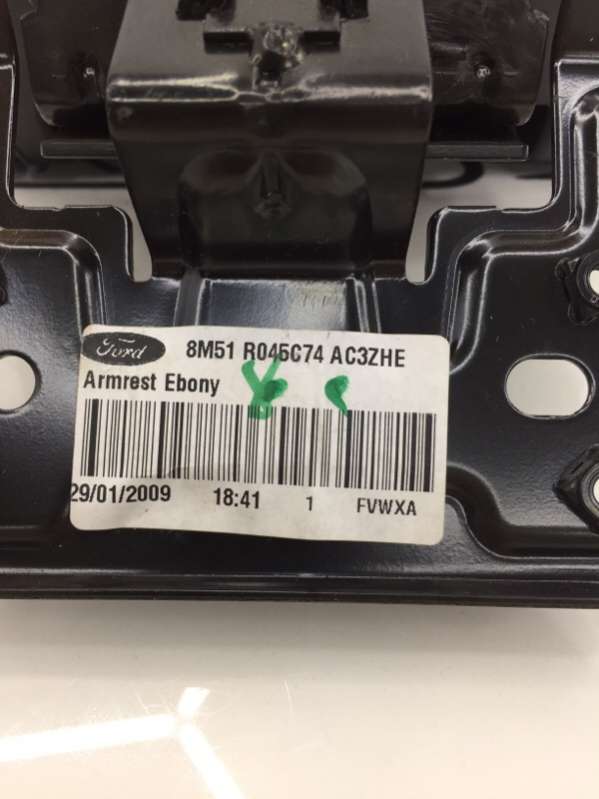 Ford
8M51 R045C74 AC3ZHE
Armrest Ebony
29/01/2009 18:41 1 FVWXA